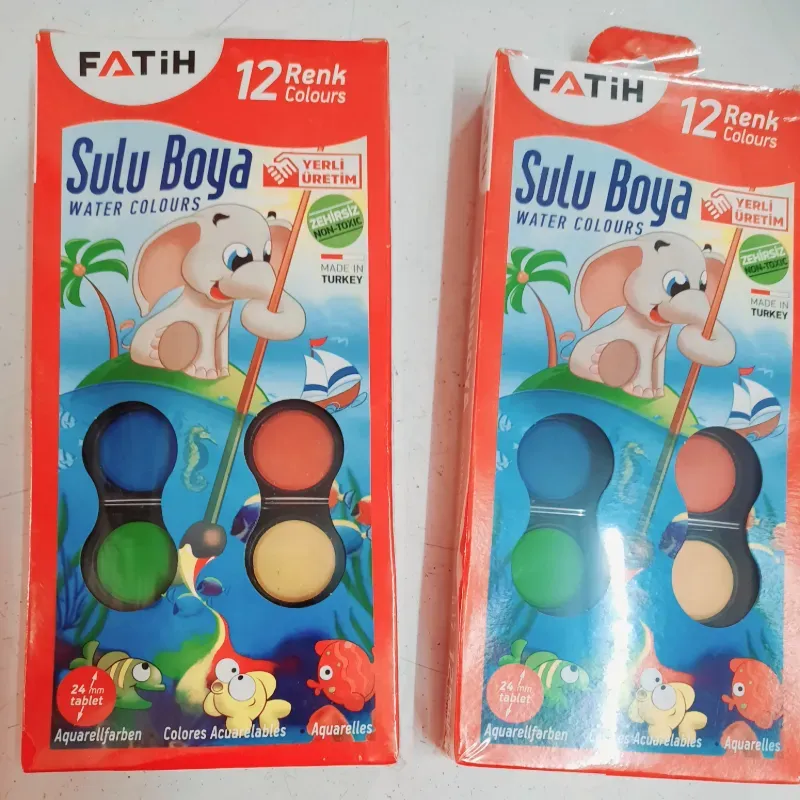 FATiH
12 Renk
Colours
Sulu Boya
WATER COLOURS
YERLİ
ÜRETİM
ZEHİRSİZ
NON-TOXIC
MADE IN
TURKEY
24 mm
tablet
Aquarellfarben
Colores Acuarelables
Aquarelles
FATiH
12 Renk
Colours
Sulu Boya
WATER COLOURS
YERLİ
ÜRETİM
ZEHİRSİZ
NON-TOXIC
MADE IN
TURKEY
24 mm
tablet
Aquarellfarben
Colores Acuarelables
Aquarelles